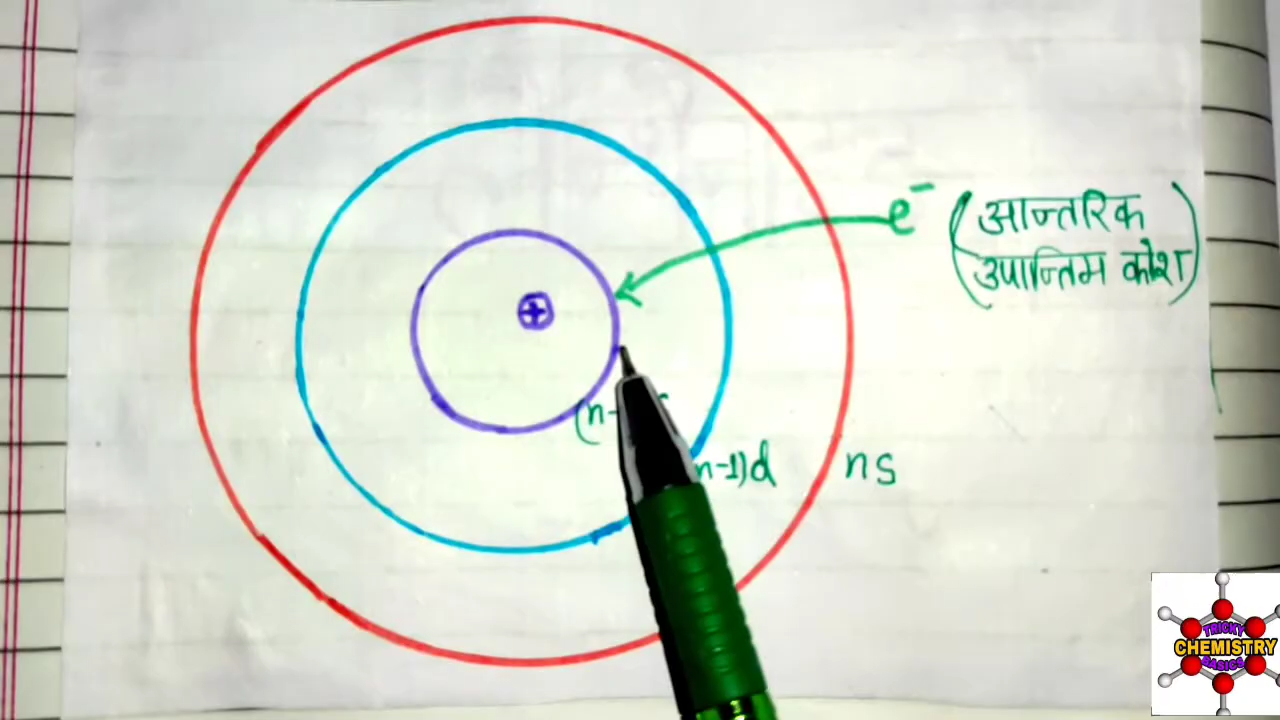 e⁻ (आन्तरिक
उपान्तिम कोश)
(n-
n-1)d
ns
TRICKY
CHEMISTRY
BASICS